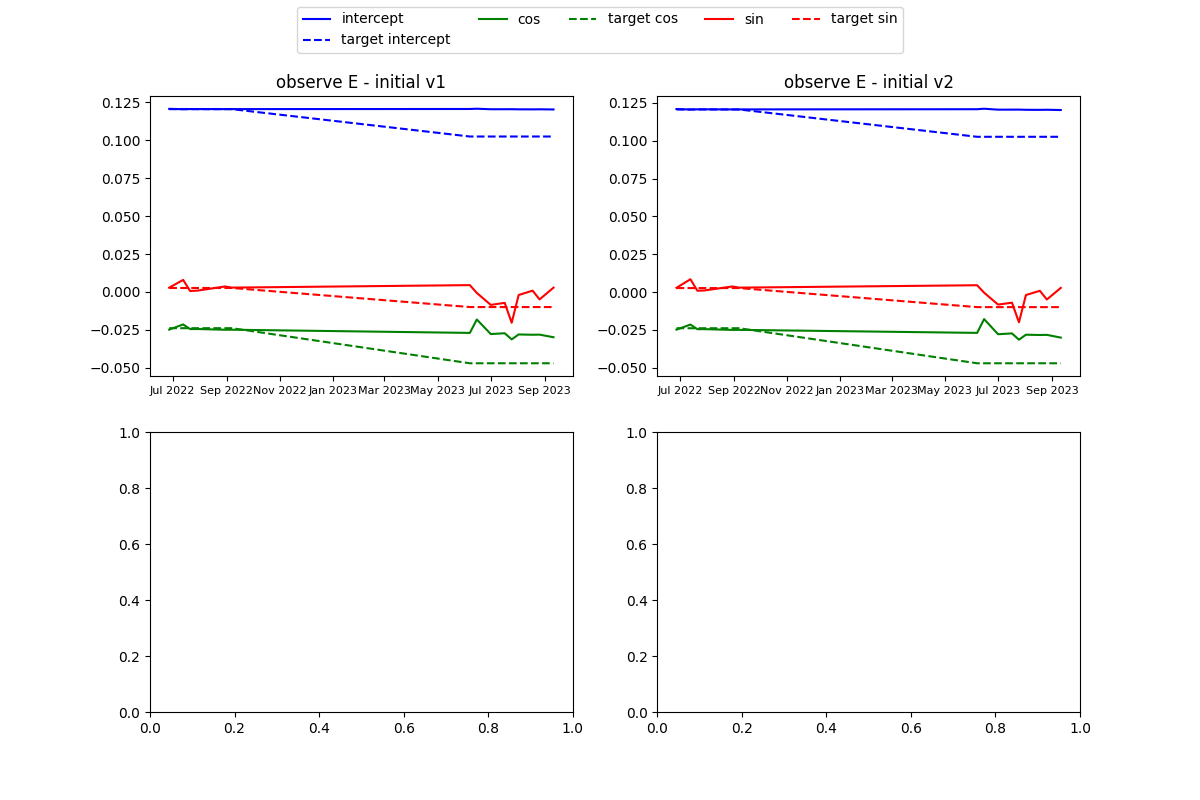 intercept cos target cos sin target sin
target intercept
observe E - initial v1 observe E - initial v2
0.125 0.125
0.100 0.100
0.075 0.075
0.050 0.050
0.025 0.025
0.000 0.000
−0.025 −0.025
−0.050 −0.050
Jul 2022 Sep 2022 Nov 2022 Jan 2023 Mar 2023 May 2023 Jul 2023 Sep 2023 Jul 2022 Sep 2022 Nov 2022 Jan 2023 Mar 2023 May 2023 Jul 2023 Sep 2023
1.0 1.0
0.8 0.8
0.6 0.6
0.4 0.4
0.2 0.2
0.0 0.0
0.0 0.2 0.4 0.6 0.8 1.0 0.0 0.2 0.4 0.6 0.8 1.0